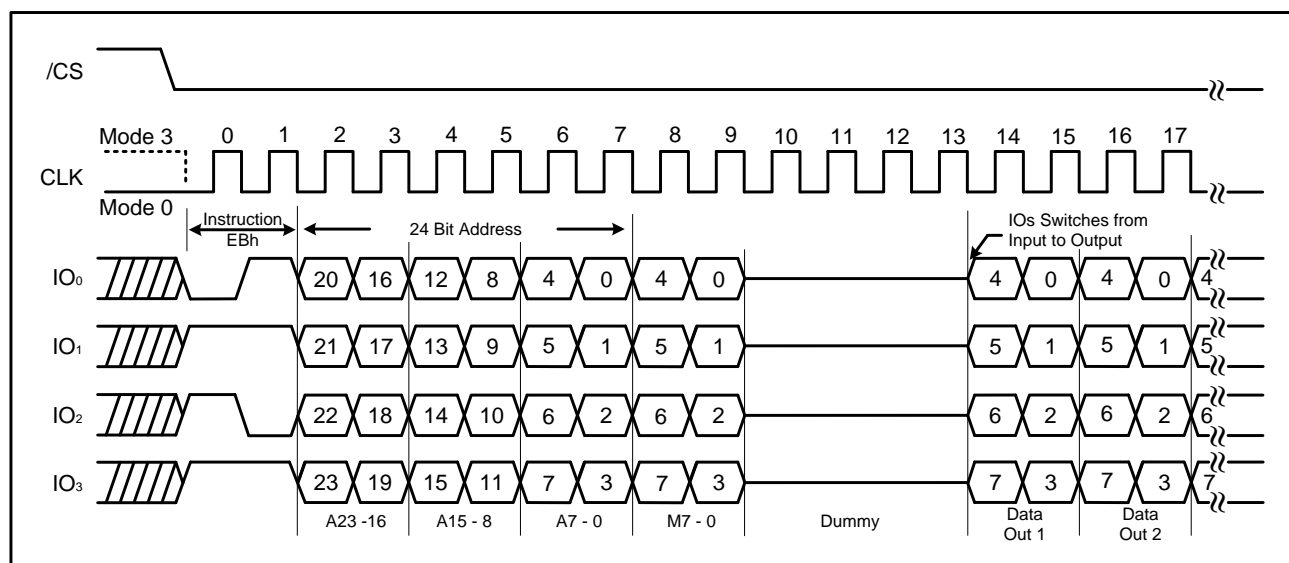 /CS
Mode 3 0 1 2 3 4 5 6 7 8 9 10 11 12 13 14 15 16 17
CLK
Mode 0
Instruction
EBh
24 Bit Address
IOs Switches from
Input to Output
IO₀ 20 16 12 8 4 0 4 0 4 0 4 0 4
IO₁ 21 17 13 9 5 1 5 1 5 1 5 1 5
IO₂ 22 18 14 10 6 2 6 2 6 2 6 2 6
IO₃ 23 19 15 11 7 3 7 3 7 3 7 3 7
A23 -16 A15 - 8 A7 - 0 M7 - 0 Dummy
Data
Out 1
Data
Out 2